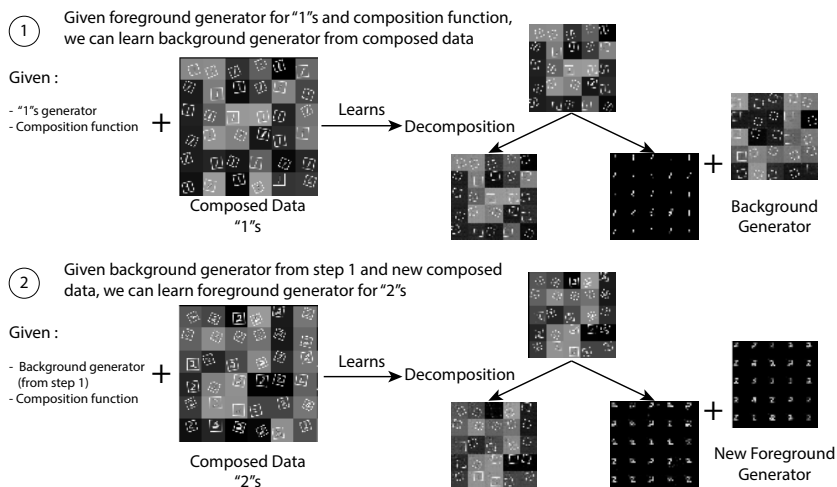 1
Given foreground generator for “1”s and composition function,
we can learn background generator from composed data
Given :
- “1”s generator
- Composition function
+
Composed Data
“1”s
Learns
Decomposition
+
Background
Generator
2
Given background generator from step 1 and new composed
data, we can learn foreground generator for “2”s
Given :
- Background generator
(from step 1)
- Composition function
+
Composed Data
“2”s
Learns
Decomposition
+
New Foreground
Generator